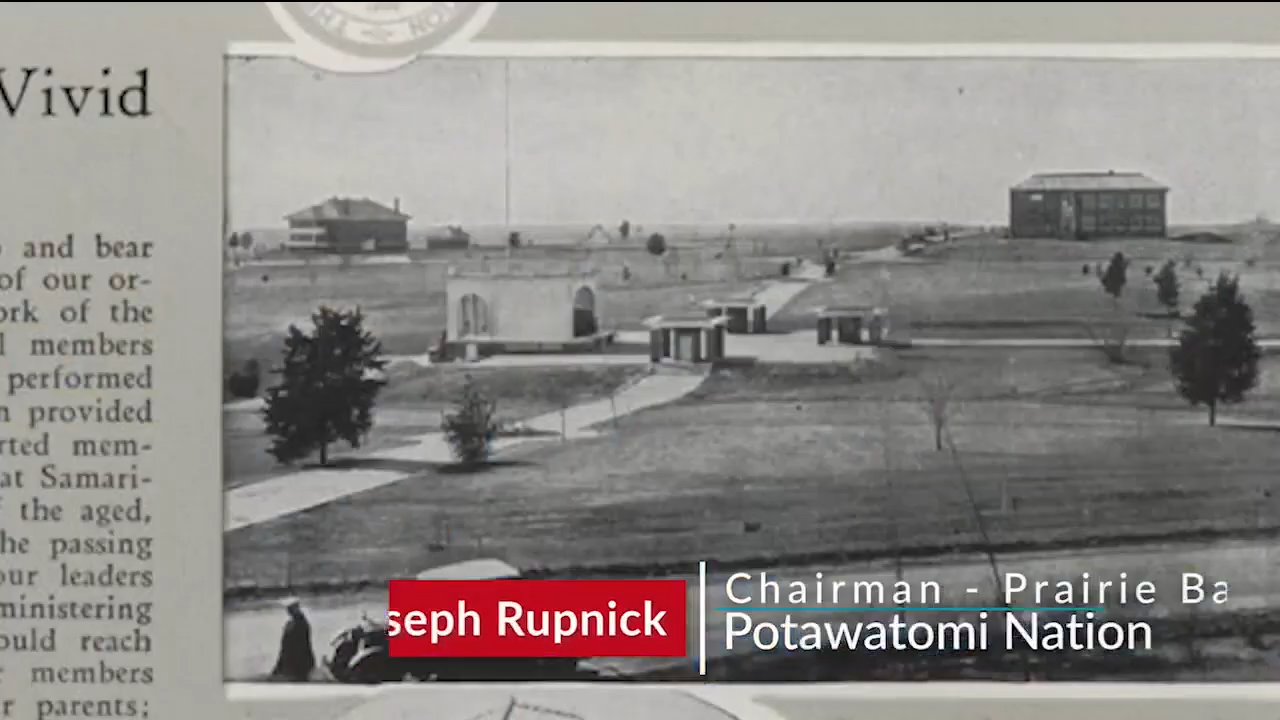 Vivid
and bear
of our or-
ork of the
members
performed
provided
rted mem-
at Samari-
the aged,
he passing
our leaders
ministering
ould reach
members
r parents;
seph Rupnick
Chairman - Prairie Ba
Potawatomi Nation